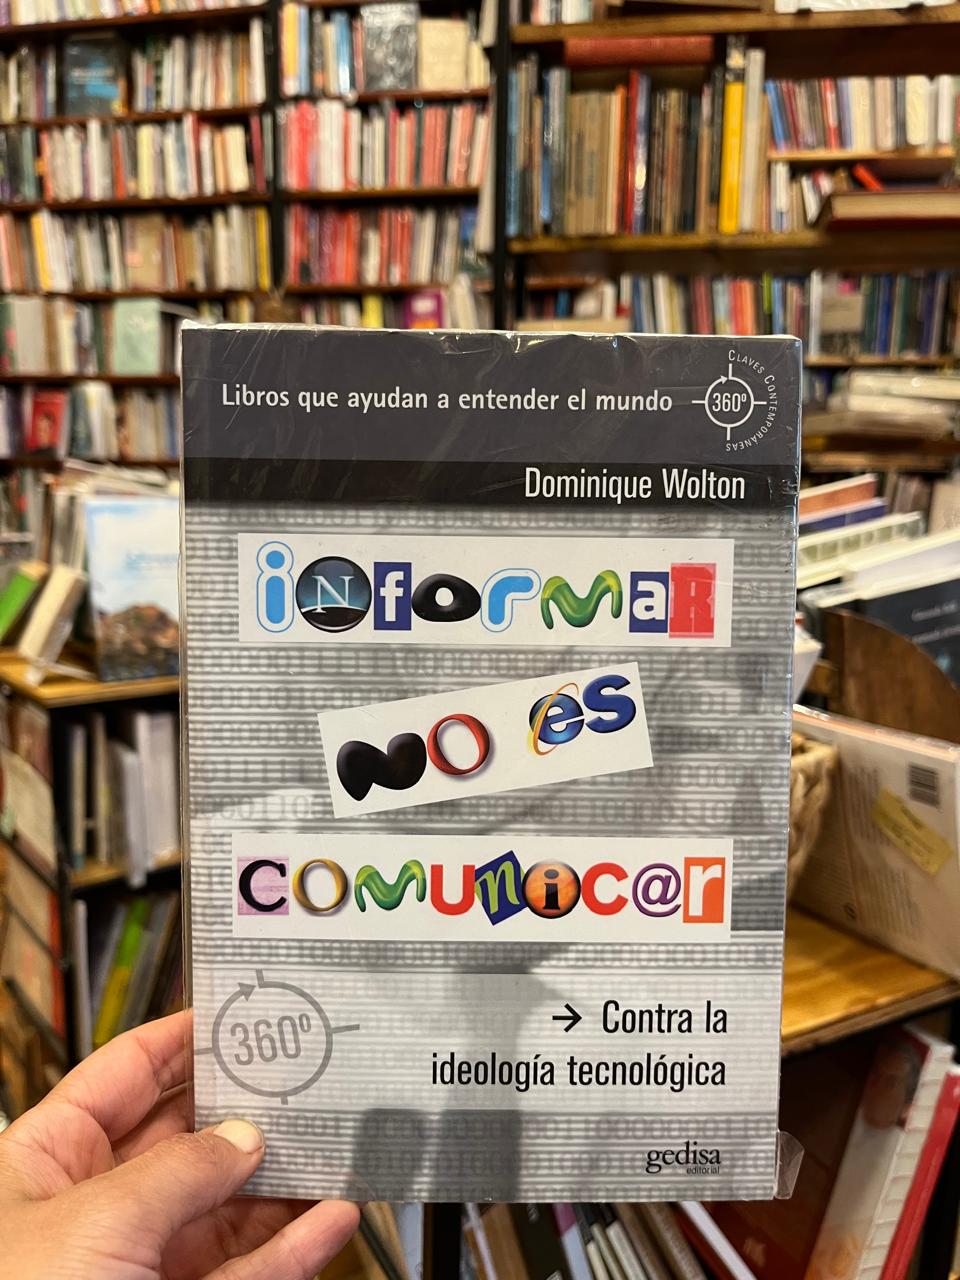 Libros que ayudan a entender el mundo
CLAVES CONTEMPORÁNEAS
360º
Dominique Wolton
iNforMaR
NO es
COMUNiC@r
360º
→ Contra la
ideología tecnológica
gedisa
editorial